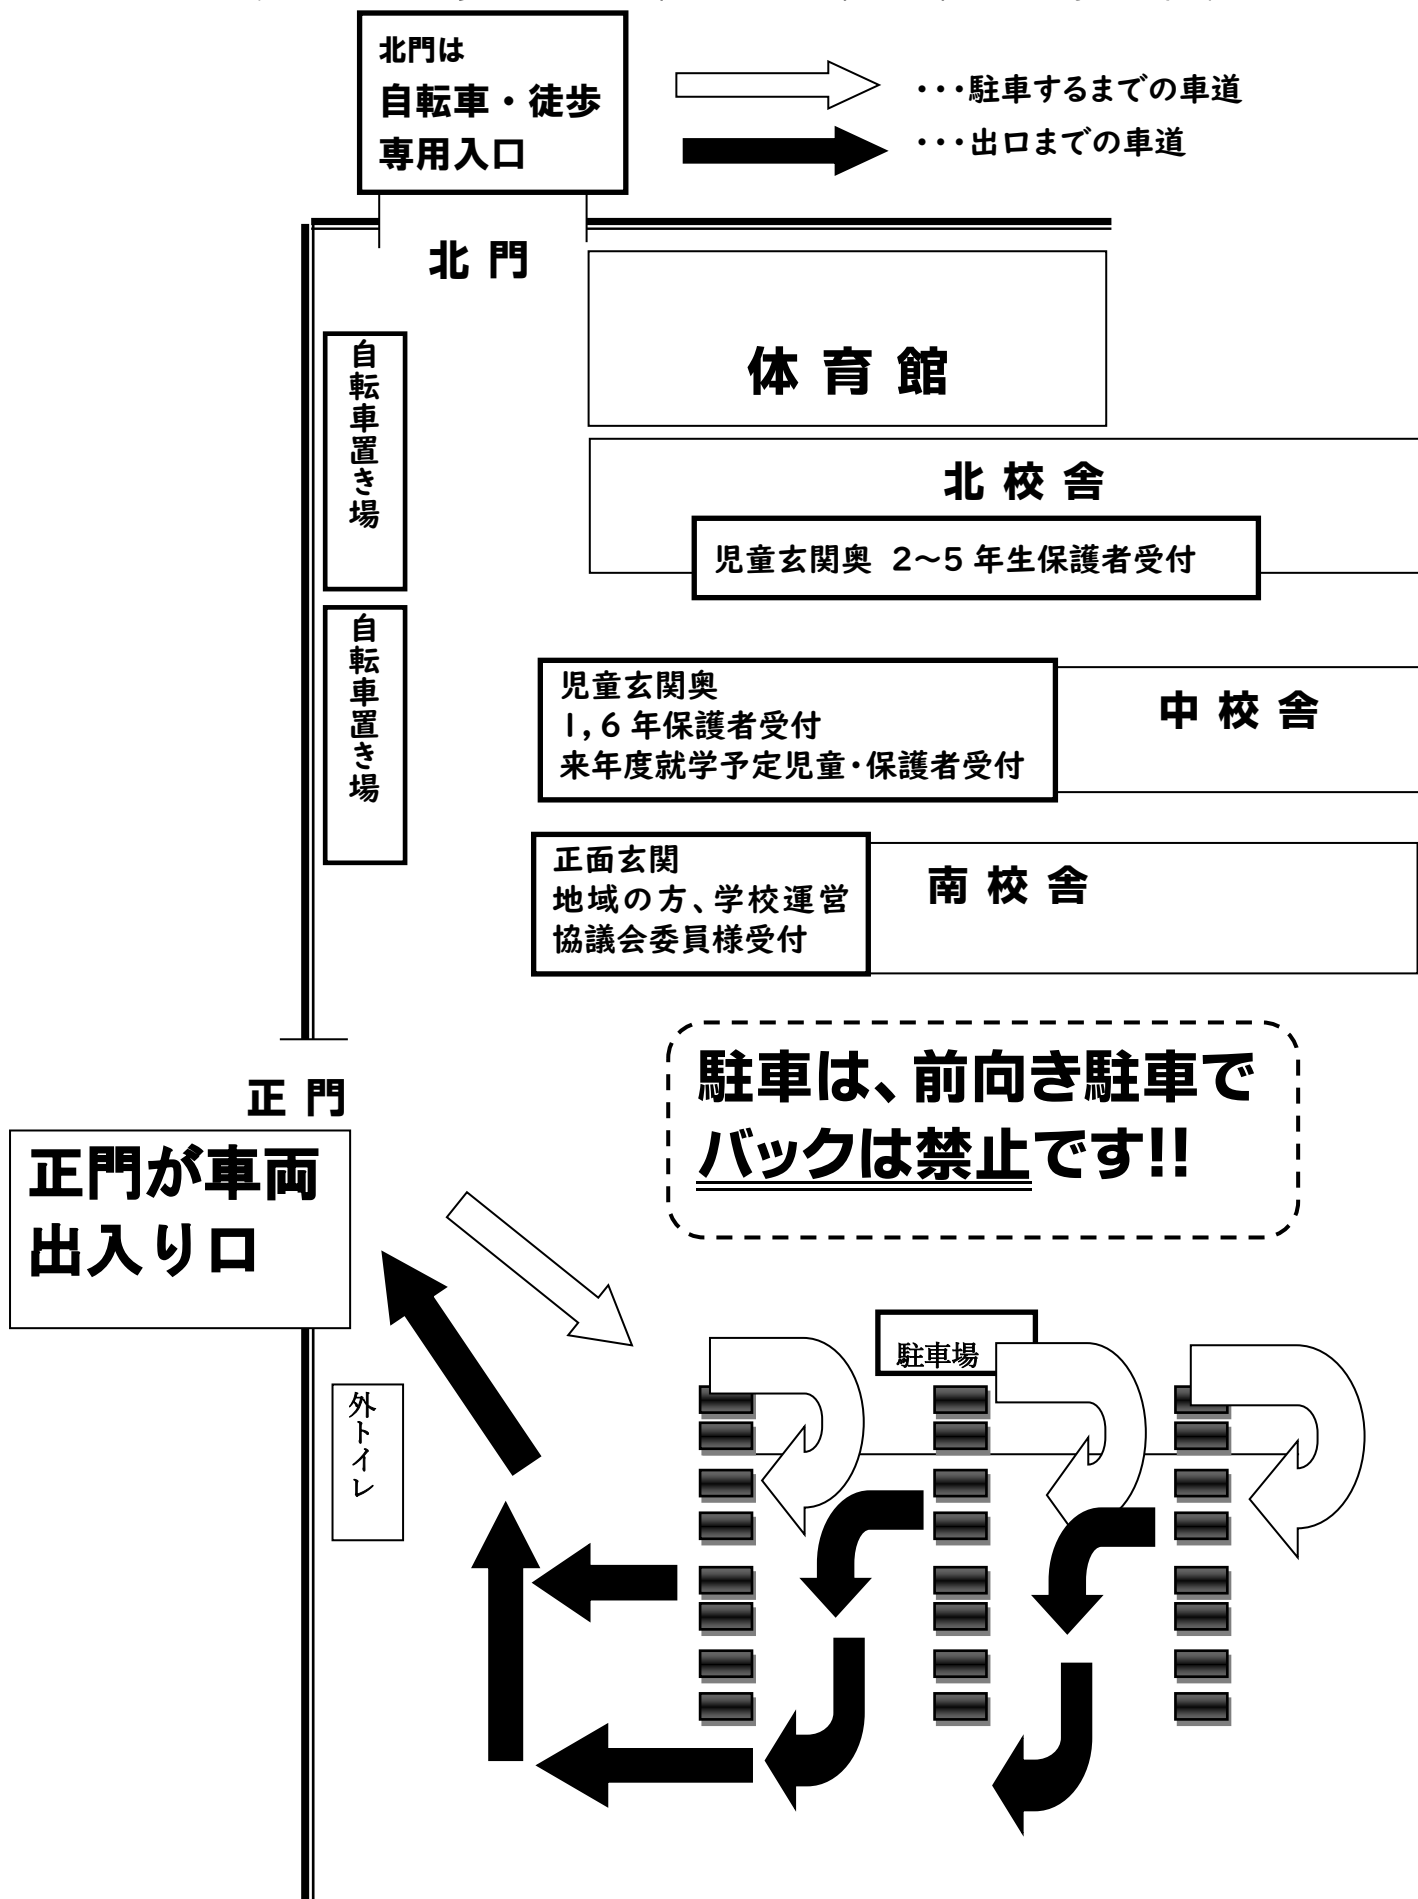 北門は
自転車・徒歩
専用入口
・・・駐車するまでの車道
・・・出口までの車道
北 門
体 育 館
自転車置き場
北 校 舎
児童玄関奥 2～5 年生保護者受付
自転車置き場
児童玄関奥
1,6 年保護者受付
来年度就学予定児童・保護者受付
中 校 舎
正面玄関
地域の方、学校運営
協議会委員様受付
南 校 舎
駐車は、前向き駐車で
バックは禁止です!!
正 門
正門が車両
出入り口
駐車場
外トイレ